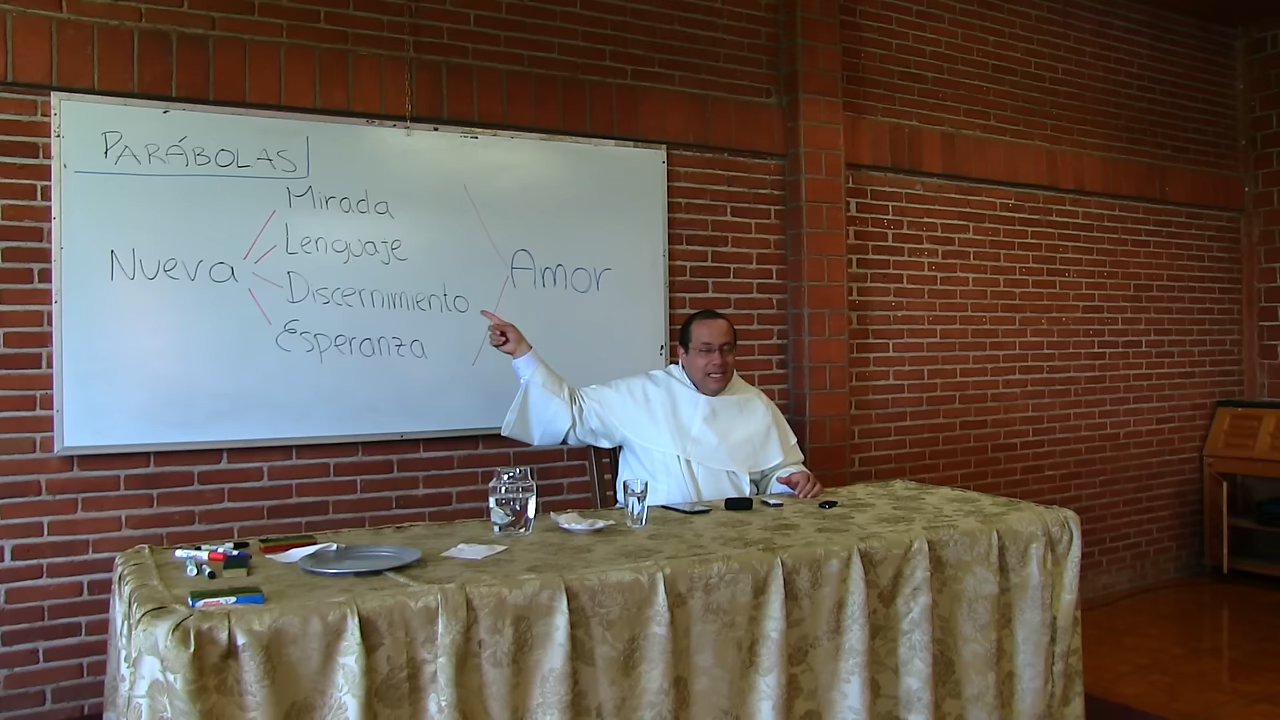 PARÁBOLAS
Mirada
Lenguaje
Nueva
Amor
Discernimiento
Esperanza